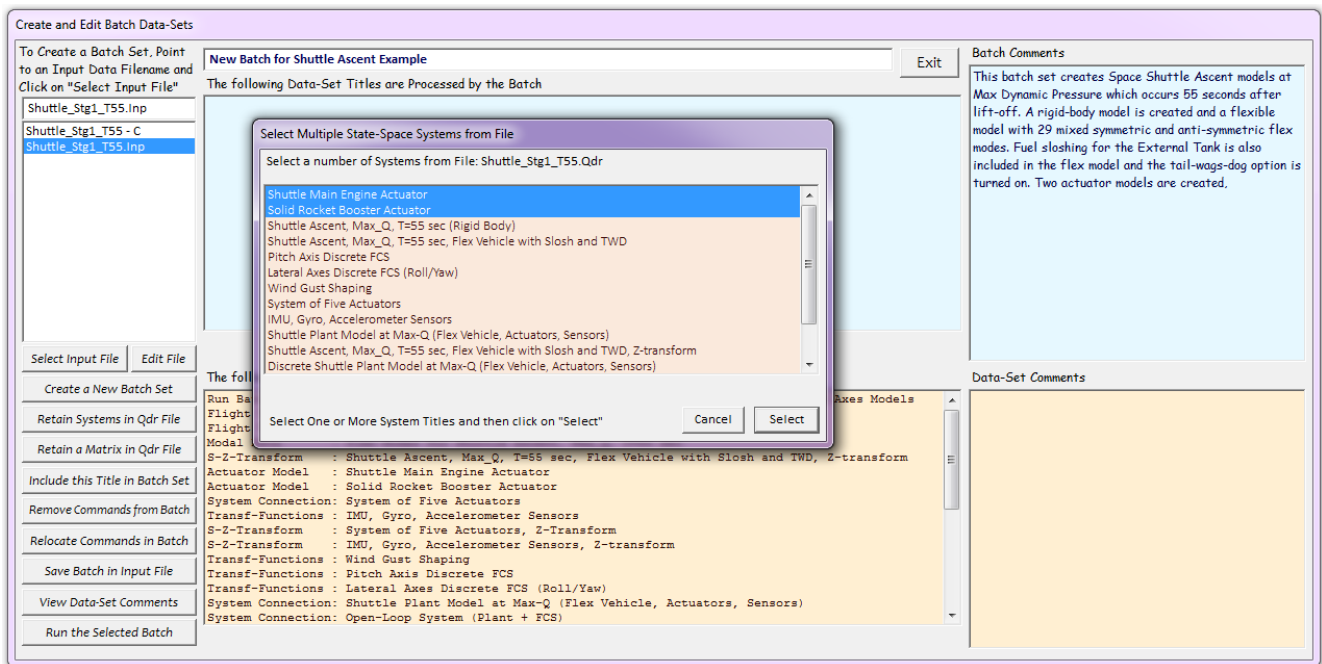 Create and Edit Batch Data-Sets
To Create a Batch Set, Point
to an Input Data Filename and
Click on "Select Input File"
Shuttle_Stg1_T55.Inp
Shuttle_Stg1_T55 - C
Shuttle_Stg1_T55.Inp
Select Input File
Edit File
Create a New Batch Set
Retain Systems in Qdr File
Retain a Matrix in Qdr File
Include this Title in Batch Set
Remove Commands from Batch
Relocate Commands in Batch
Save Batch in Input File
View Data-Set Comments
Run the Selected Batch
New Batch for Shuttle Ascent Example
Exit
The following Data-Set Titles are Processed by the Batch
Select Multiple State-Space Systems from File
Select a number of Systems from File: Shuttle_Stg1_T55.Qdr
Shuttle Main Engine Actuator
Solid Rocket Booster Actuator
Shuttle Ascent, Max_Q, T=55 sec (Rigid Body)
Shuttle Ascent, Max_Q, T=55 sec, Flex Vehicle with Slosh and TWD
Pitch Axis Discrete FCS
Lateral Axes Discrete FCS (Roll/Yaw)
Wind Gust Shaping
System of Five Actuators
IMU, Gyro, Accelerometer Sensors
Shuttle Plant Model at Max-Q (Flex Vehicle, Actuators, Sensors)
Shuttle Ascent, Max_Q, T=55 sec, Flex Vehicle with Slosh and TWD, Z-transform
Discrete Shuttle Plant Model at Max-Q (Flex Vehicle, Actuators, Sensors)
Select One or More System Titles and then click on "Select"
Cancel
Select
The foll
Run Ba Axes Models
Flight
Flight
Modal
S-Z-Transform : Shuttle Ascent, Max_Q, T=55 sec, Flex Vehicle with Slosh and TWD, Z-transform
Actuator Model : Shuttle Main Engine Actuator
Actuator Model : Solid Rocket Booster Actuator
System Connection: System of Five Actuators
Transf-Functions : IMU, Gyro, Accelerometer Sensors
S-Z-Transform : System of Five Actuators, Z-Transform
S-Z-Transform : IMU, Gyro, Accelerometer Sensors, Z-transform
Transf-Functions : Wind Gust Shaping
Transf-Functions : Pitch Axis Discrete FCS
Transf-Functions : Lateral Axes Discrete FCS (Roll/Yaw)
System Connection: Shuttle Plant Model at Max-Q (Flex Vehicle, Actuators, Sensors)
System Connection: Open-Loop System (Plant + FCS)
Batch Comments
This batch set creates Space Shuttle Ascent models at
Max Dynamic Pressure which occurs 55 seconds after
lift-off. A rigid-body model is created and a flexible
model with 29 mixed symmetric and anti-symmetric flex
modes. Fuel sloshing for the External Tank is also
included in the flex model and the tail-wags-dog option is
turned on. Two actuator models are created,
Data-Set Comments